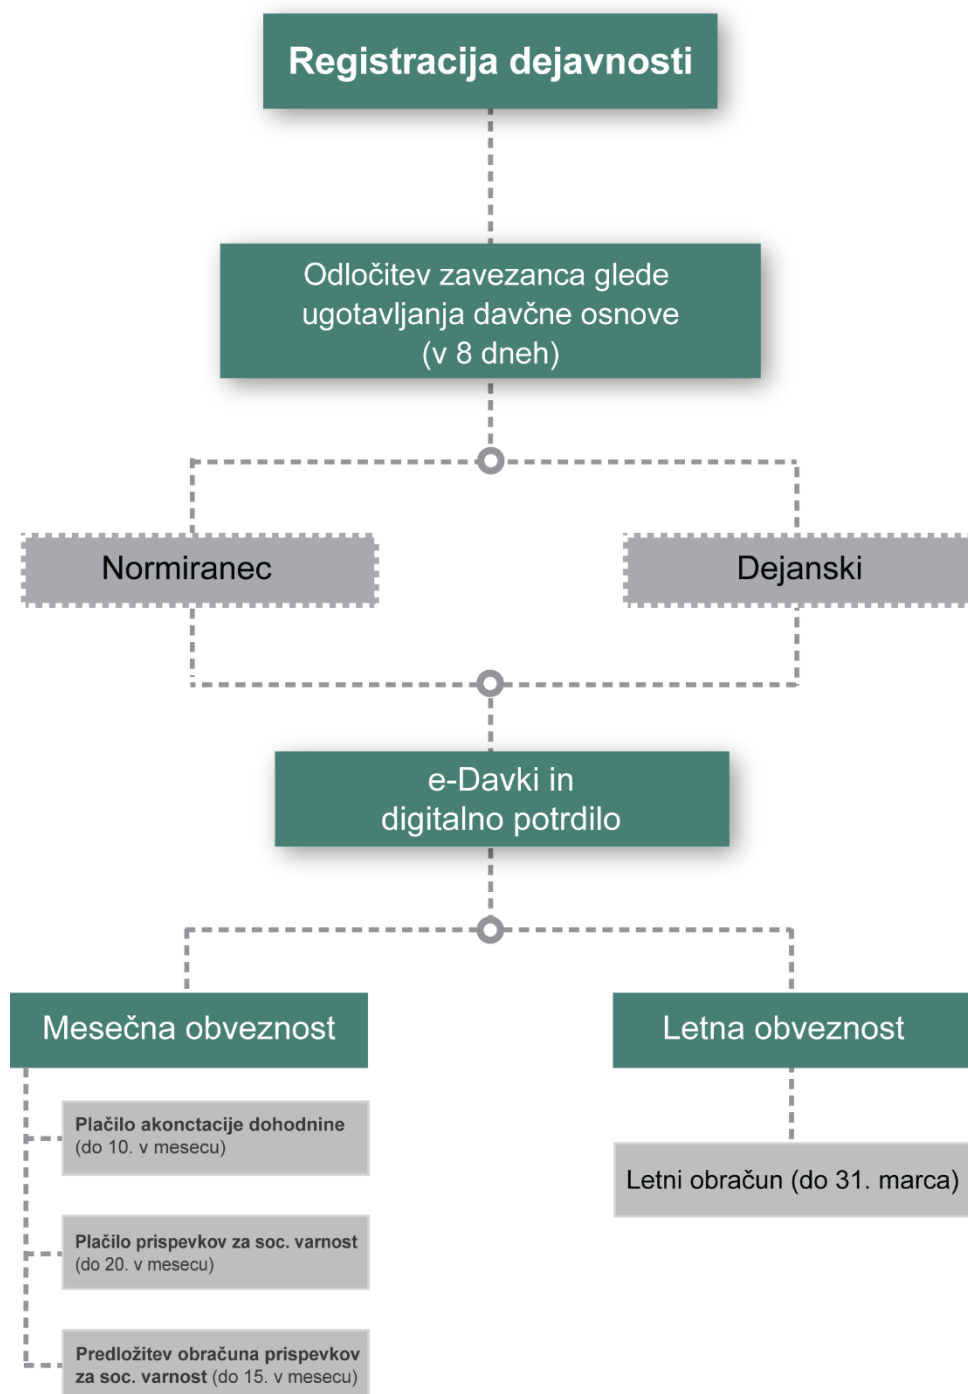 Registracija dejavnosti
Odločitev zavezanca glede
ugotavljanja davčne osnove
(v 8 dneh)
Normiranec
Dejanski
e-Davki in
digitalno potrdilo
Mesečna obveznost
Letna obveznost
Plačilo akonctacije dohodnine
(do 10. v mesecu)
Plačilo prispevkov za soc. varnost
(do 20. v mesecu)
Predložitev obračuna prispevkov
za soc. varnost (do 15. v mesecu)
Letni obračun (do 31. marca)